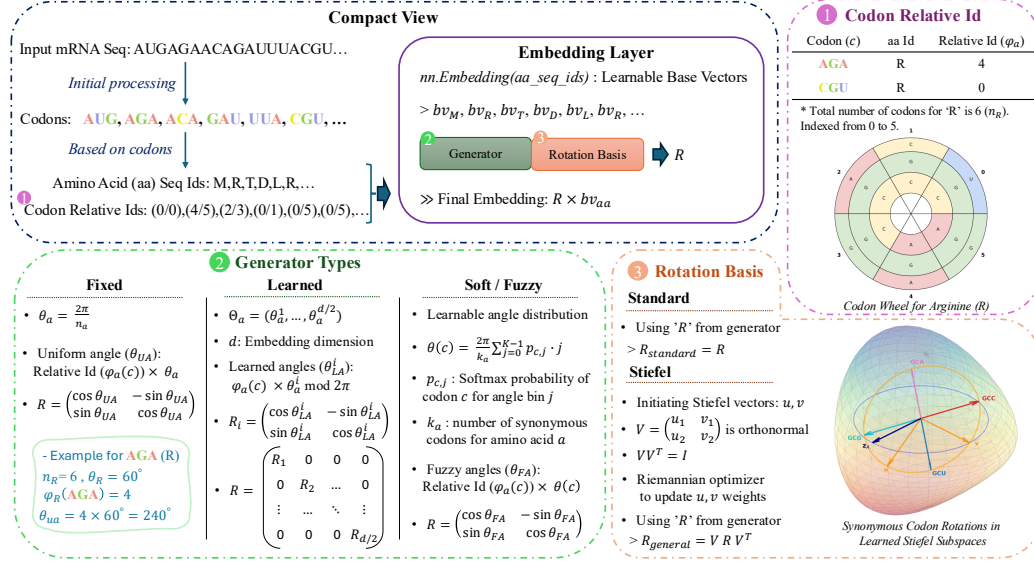 Compact View
Input mRNA Seq: AUGAGAACAGAUUUACGU…
Initial processing
Codons: AUG, AGA, ACA, GAU, UUA, CGU, …
Based on codons
Amino Acid (aa) Seq Ids: M,R,T,D,L,R,…
1
Codon Relative Ids: (0/0),(4/5),(2/3),(0/1),(0/5),(0/5),…
Embedding Layer
nn.Embedding(aa_seq_ids) : Learnable Base Vectors
> bv_M, bv_R, bv_T, bv_D, bv_L, bv_R, …
2
Generator
3
Rotation Basis
R
≫ Final Embedding: R × bv_aa
1 Codon Relative Id
Codon (c) aa Id Relative Id (φ_a)
AGA R 4
CGU R 0
* Total number of codons for 'R' is 6 (n_R).
Indexed from 0 to 5.
1
C
G
2
A
G
C
C
U
0
G
C
C
3
G
G
A
A
G
5
G
A
4
Codon Wheel for Arginine (R)
2 Generator Types
Fixed
• θ_a = 2π/n_a
• Uniform angle (θ_UA):
Relative Id (φ_a(c)) × θ_a
• R = (cos θ_UA − sin θ_UA
sin θ_UA cos θ_UA)
- Example for AGA (R)
n_R = 6 , θ_R = 60°
φ_R(AGA) = 4
θ_ua = 4 × 60° = 240°
Learned
• Θ_a = (θ_a^1, … , θ_a^{d/2})
• d: Embedding dimension
• Learned angles (θ_LA^i):
φ_a(c) × θ_a^i mod 2π
• R_i = (cos θ_LA^i − sin θ_LA^i
sin θ_LA^i cos θ_LA^i)
• R = (R_1 0 0 0
0 R_2 … 0
⋮ … ⋱ ⋮
0 0 0 R_{d/2})
Soft / Fuzzy
• Learnable angle distribution
• θ(c) = 2π/k_a ∑_{j=0}^{K−1} p_{c,j} · j
• p_{c,j} : Softmax probability of
codon c for angle bin j
• k_a : number of synonymous
codons for amino acid a
• Fuzzy angles (θ_FA):
Relative Id (φ_a(c)) × θ(c)
• R = (cos θ_FA − sin θ_FA
sin θ_FA cos θ_FA)
3 Rotation Basis
Standard
• Using 'R' from generator
> R_standard = R
Stiefel
• Initiating Stiefel vectors: u, v
• V = (u_1 v_1
u_2 v_2) is orthonormal
• VV^T = I
• Riemannian optimizer
to update u, v weights
• Using 'R' from generator
> R_general = V R V^T
GCA
GCC
GCG
z_A
v
GCU
Synonymous Codon Rotations in
Learned Stiefel Subspaces